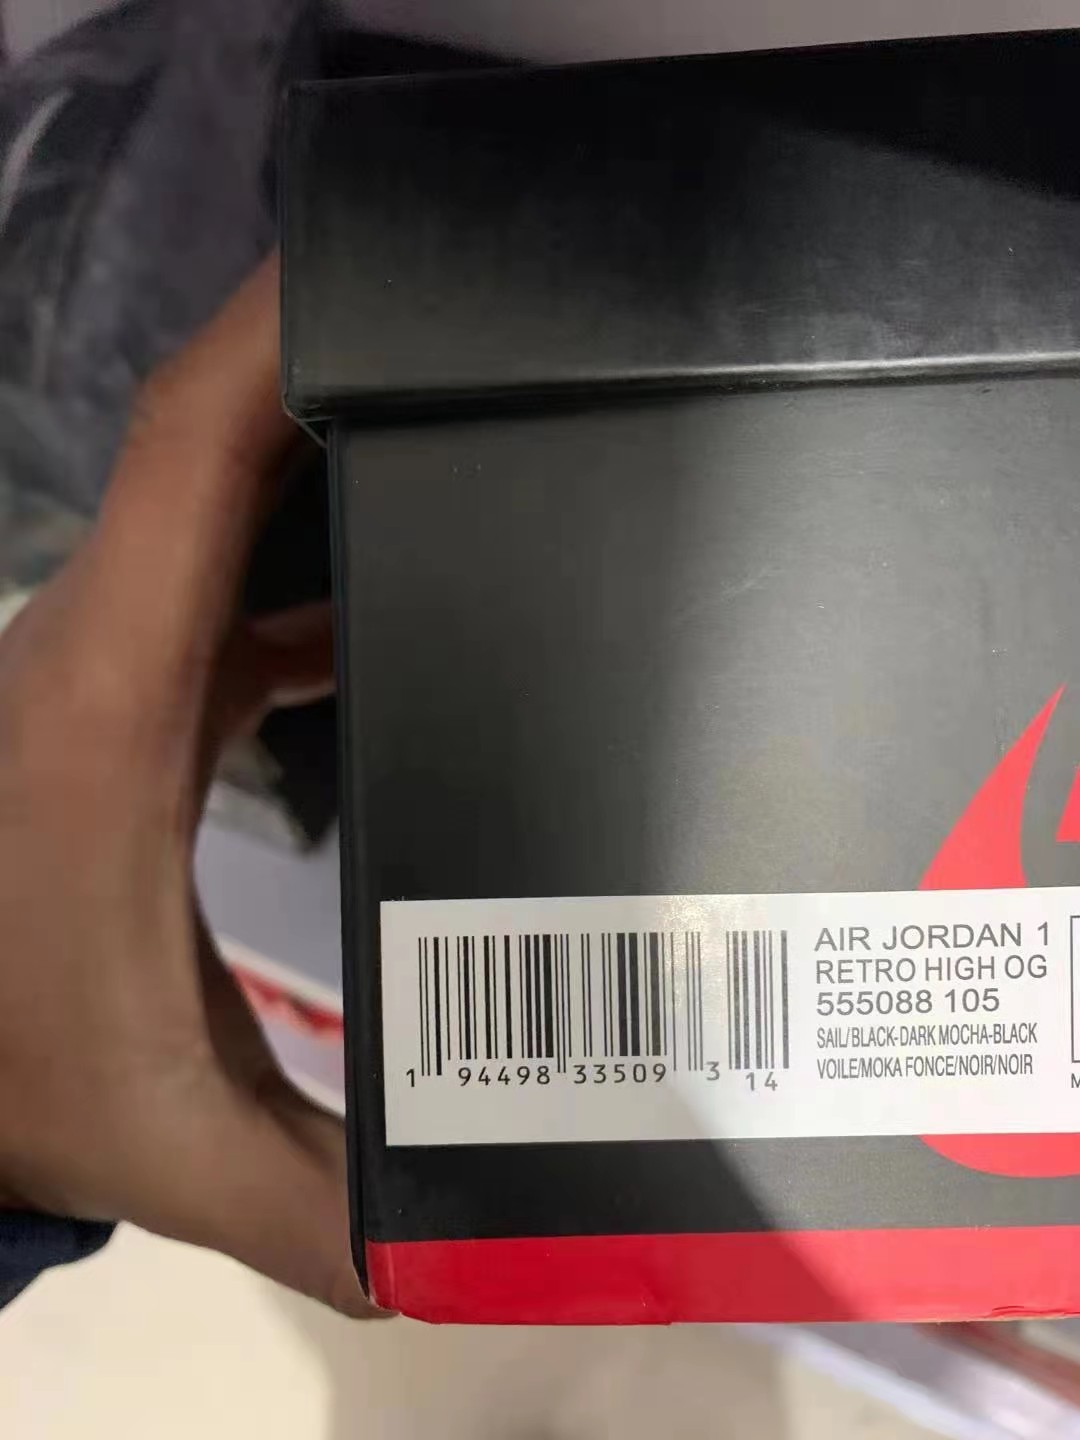 AIR JORDAN 1
RETRO HIGH OG
555088 105
SAIL/BLACK-DARK MOCHA-BLACK
VOILE/MOKA FONCE/NOIR/NOIR
1 94498 33509 3 14
M